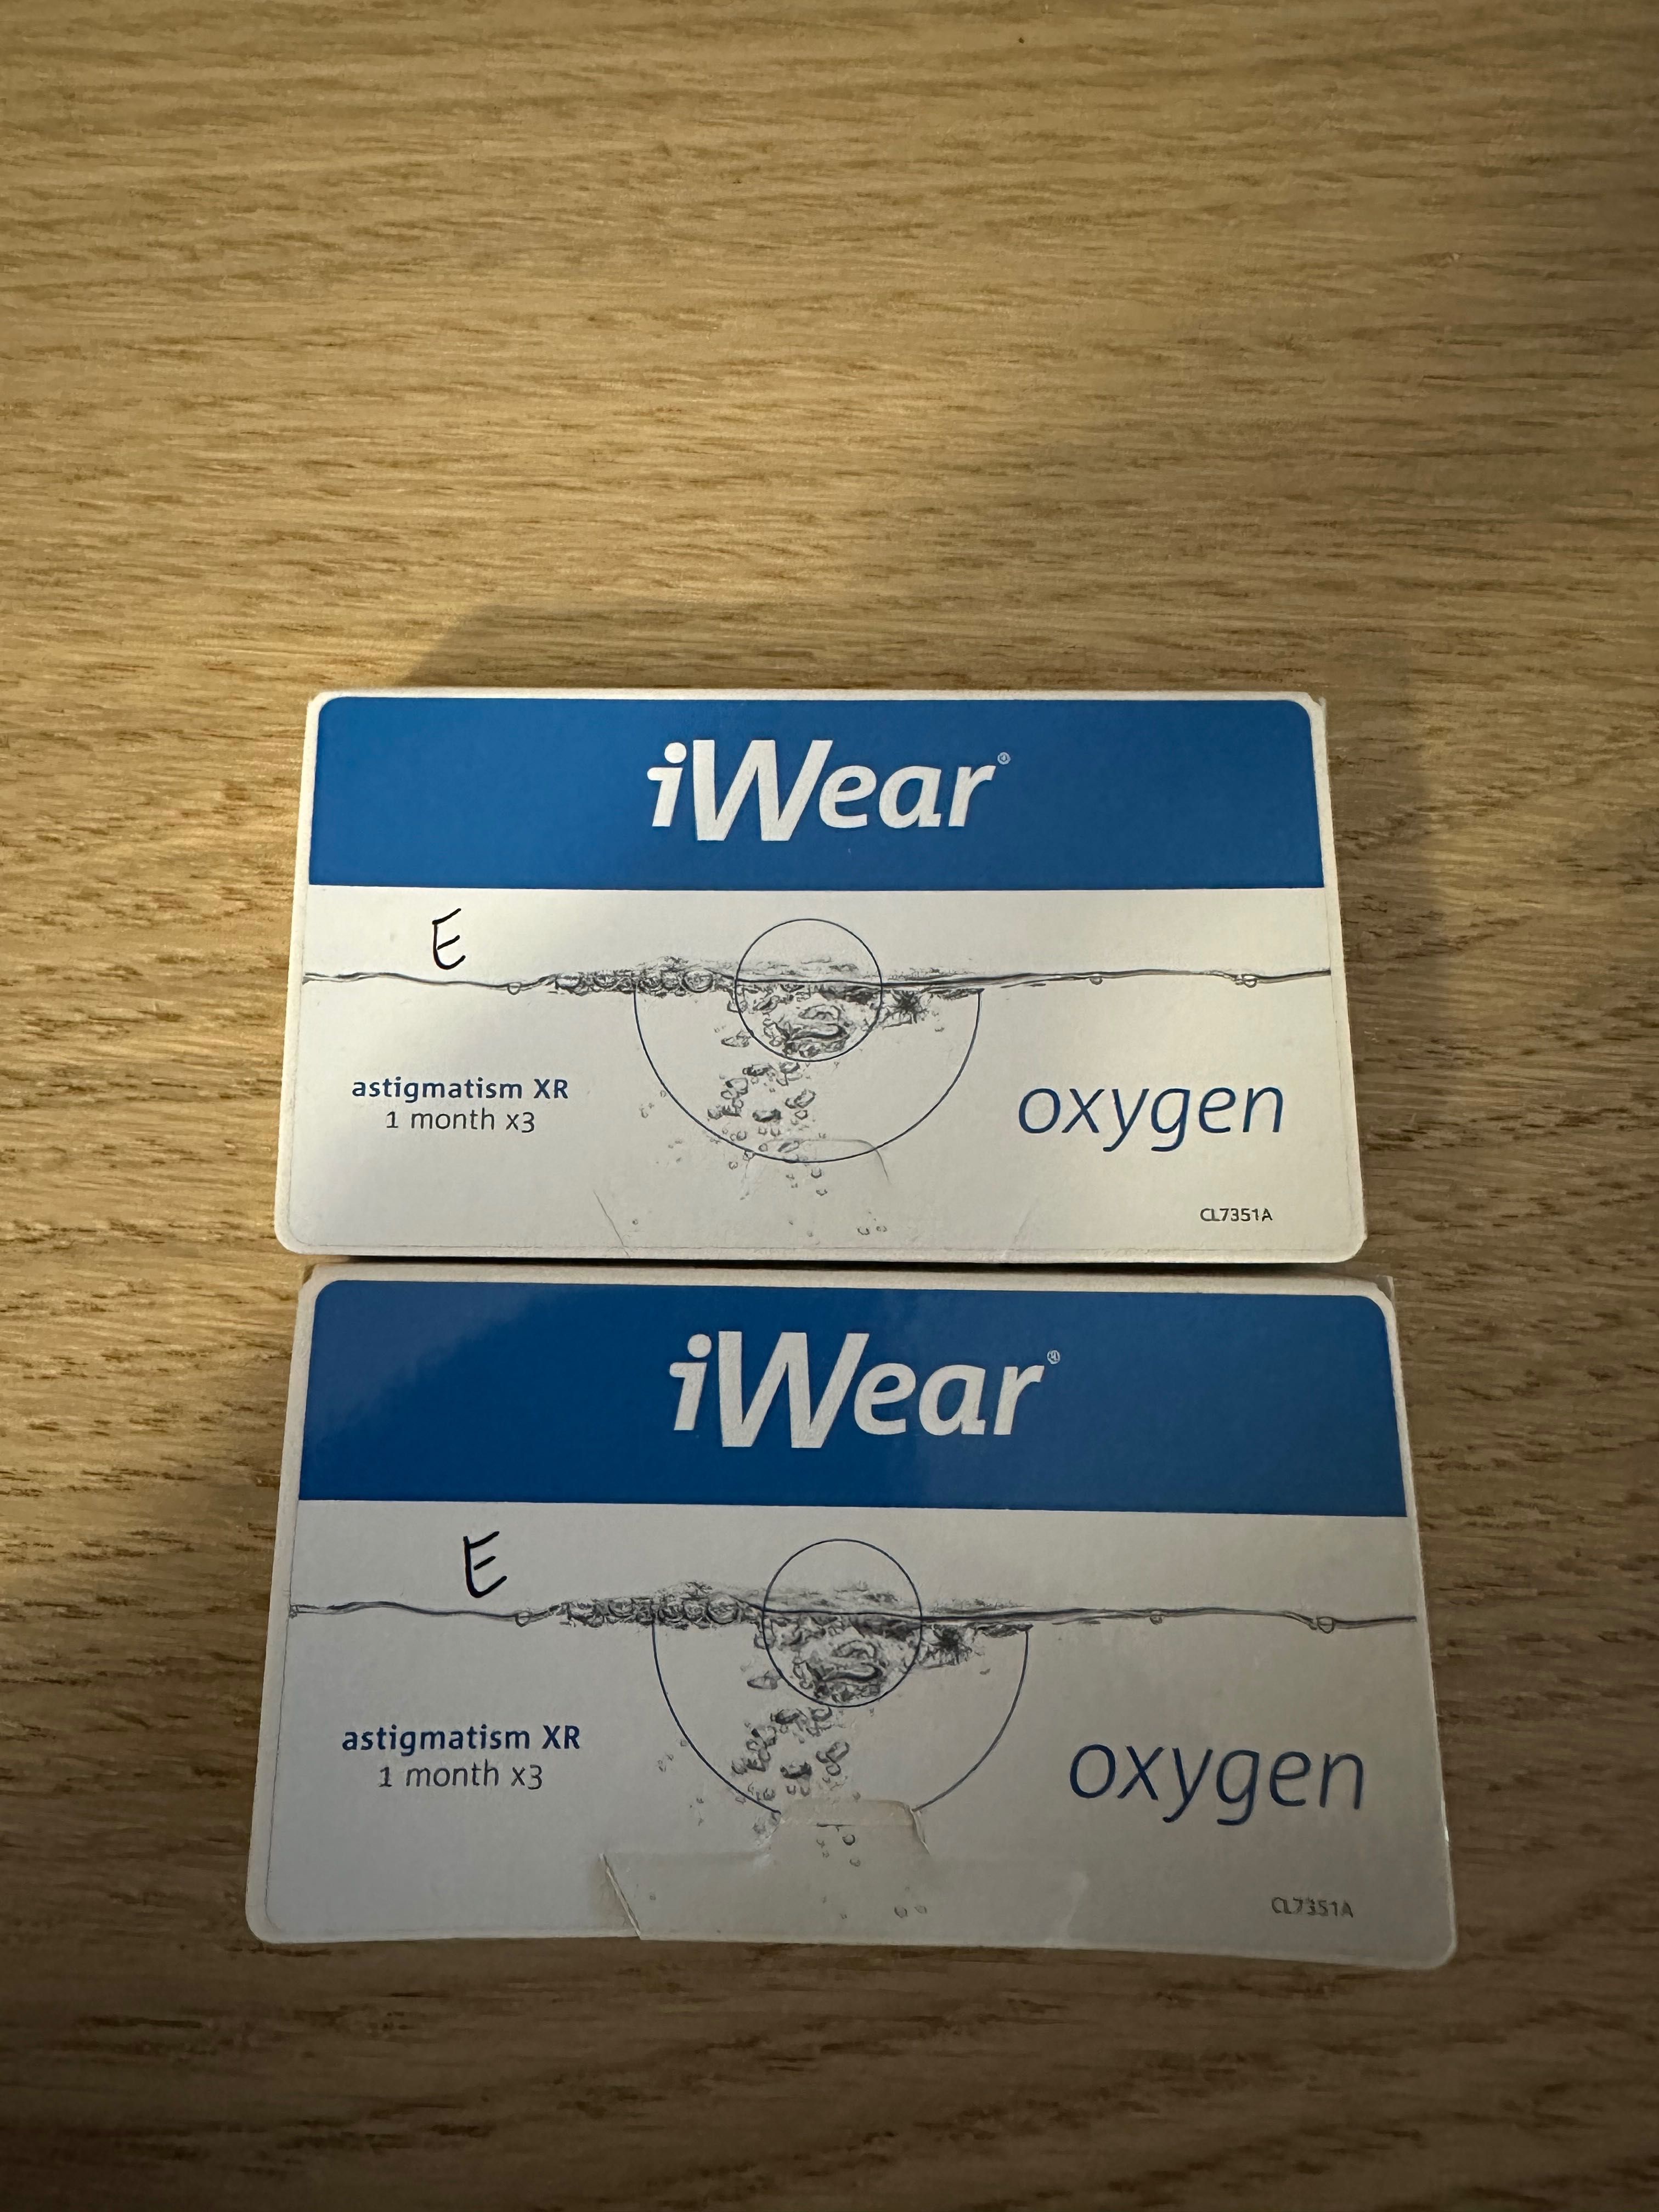 iWear®
E
astigmatism XR
1 month x3
oxygen
CL7351A
iWear®
E
astigmatism XR
1 month x3
oxygen
CL7351A